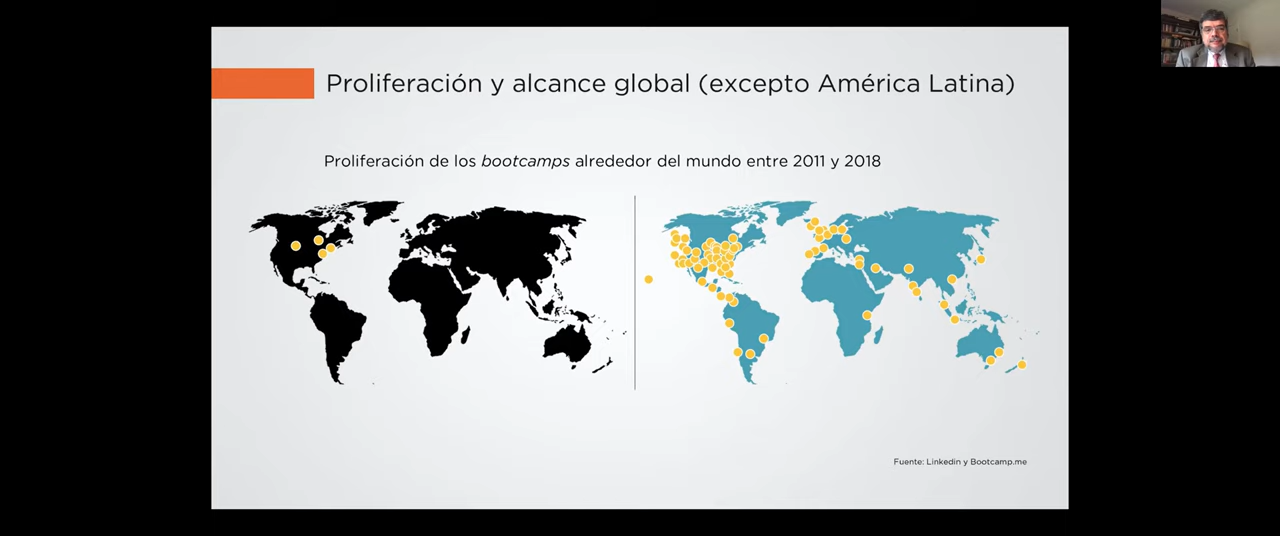 Proliferación y alcance global (excepto América Latina)
Proliferación de los bootcamps alrededor del mundo entre 2011 y 2018
Fuente: Linkedin y Bootcamp.me